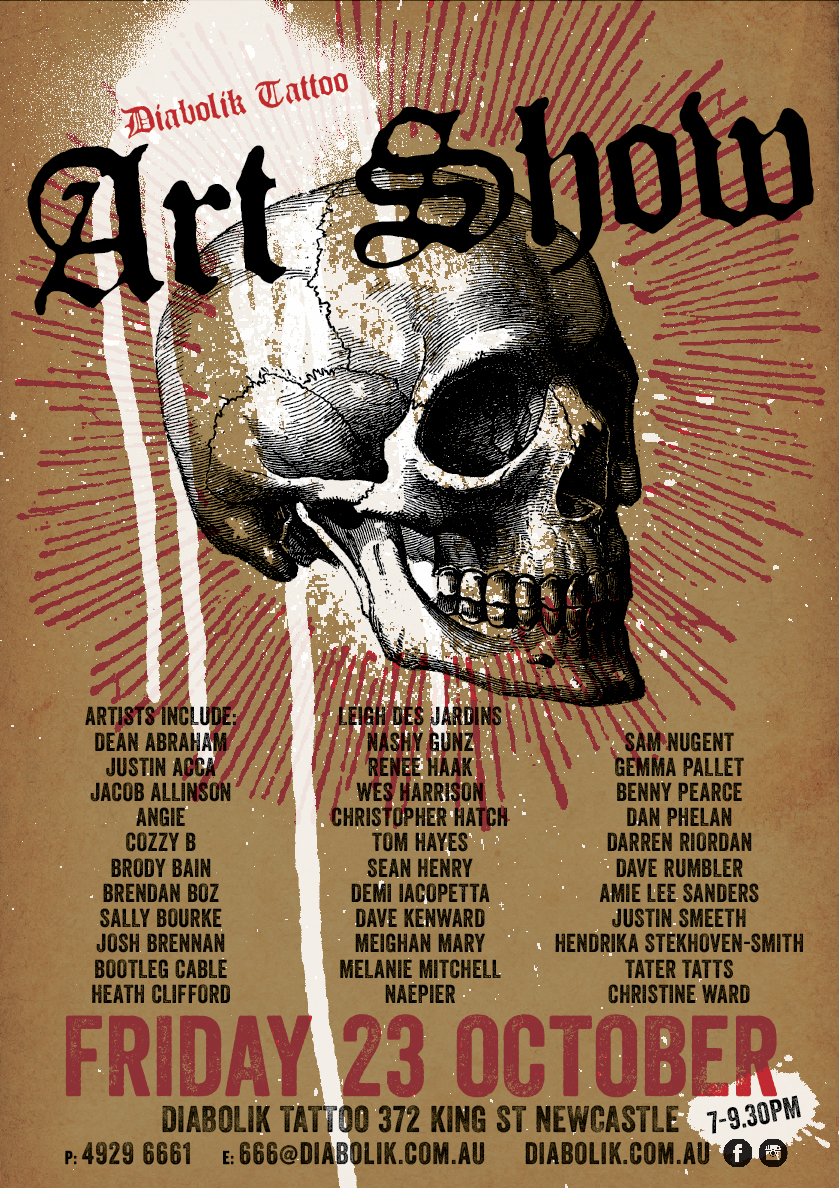 Diabolik Tattoo
Art Show
ARTISTS INCLUDE:
DEAN ABRAHAM
JUSTIN ACCA
JACOB ALLINSON
ANGIE
COZZY B
BRODY BAIN
BRENDAN BOZ
SALLY BOURKE
JOSH BRENNAN
BOOTLEG CABLE
HEATH CLIFFORD
LEIGH DES JARDINS
NASHY GUNZ
RENEE HAAK
WES HARRISON
CHRISTOPHER HATCH
TOM HAYES
SEAN HENRY
DEMI IACOPETTA
DAVE KENWARD
MEIGHAN MARY
MELANIE MITCHELL
NAEPIER
SAM NUGENT
GEMMA PALLET
BENNY PEARCE
DAN PHELAN
DARREN RIORDAN
DAVE RUMBLER
AMIE LEE SANDERS
JUSTIN SMEETH
HENDRIKA STEKHOVEN-SMITH
TATER TATTS
CHRISTINE WARD
FRIDAY 23 OCTOBER
DIABOLIK TATTOO 372 KING ST NEWCASTLE
7-9.30PM
P: 4929 6661 E: 666@DIABOLIK.COM.AU DIABOLIK.COM.AU